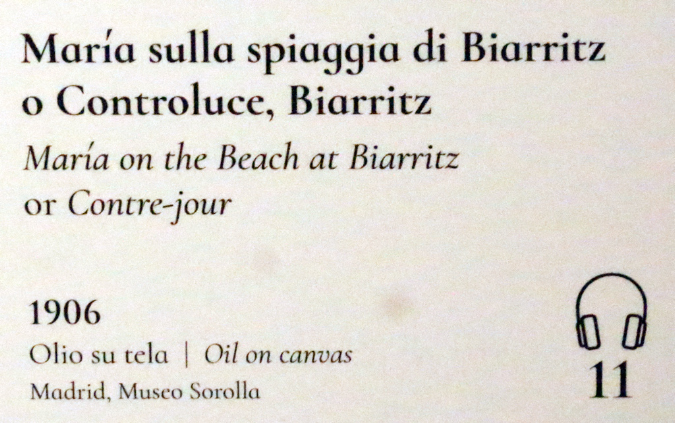 María sulla spiaggia di Biarritz
o Controluce, Biarritz
María on the Beach at Biarritz
or Contre-jour
1906
Olio su tela | Oil on canvas
Madrid, Museo Sorolla
11